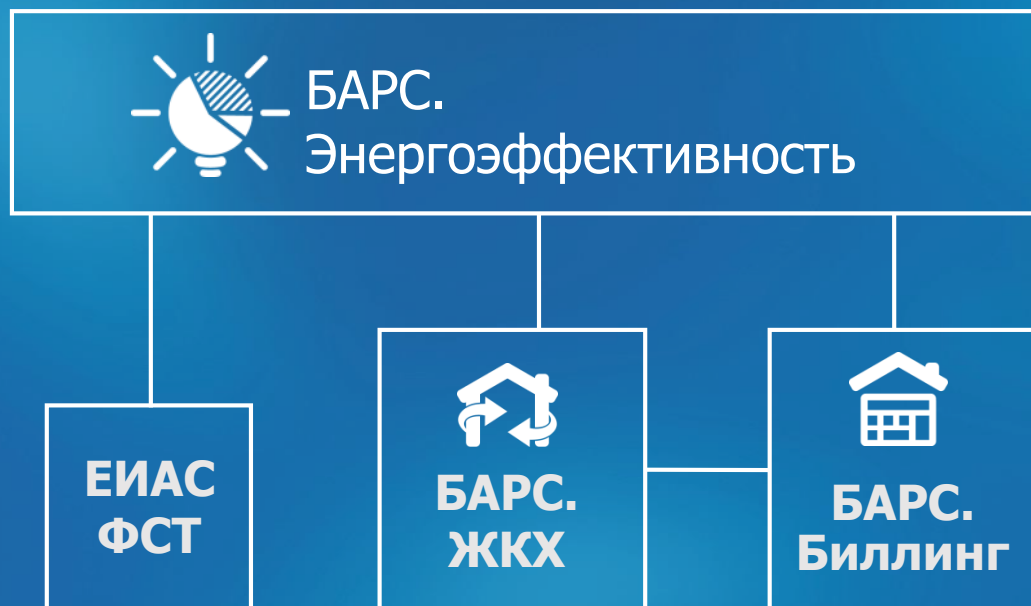 БАРС.
Энергоэффективность
ЕИАС
ФСТ
БАРС.
ЖКХ
БАРС.
Биллинг